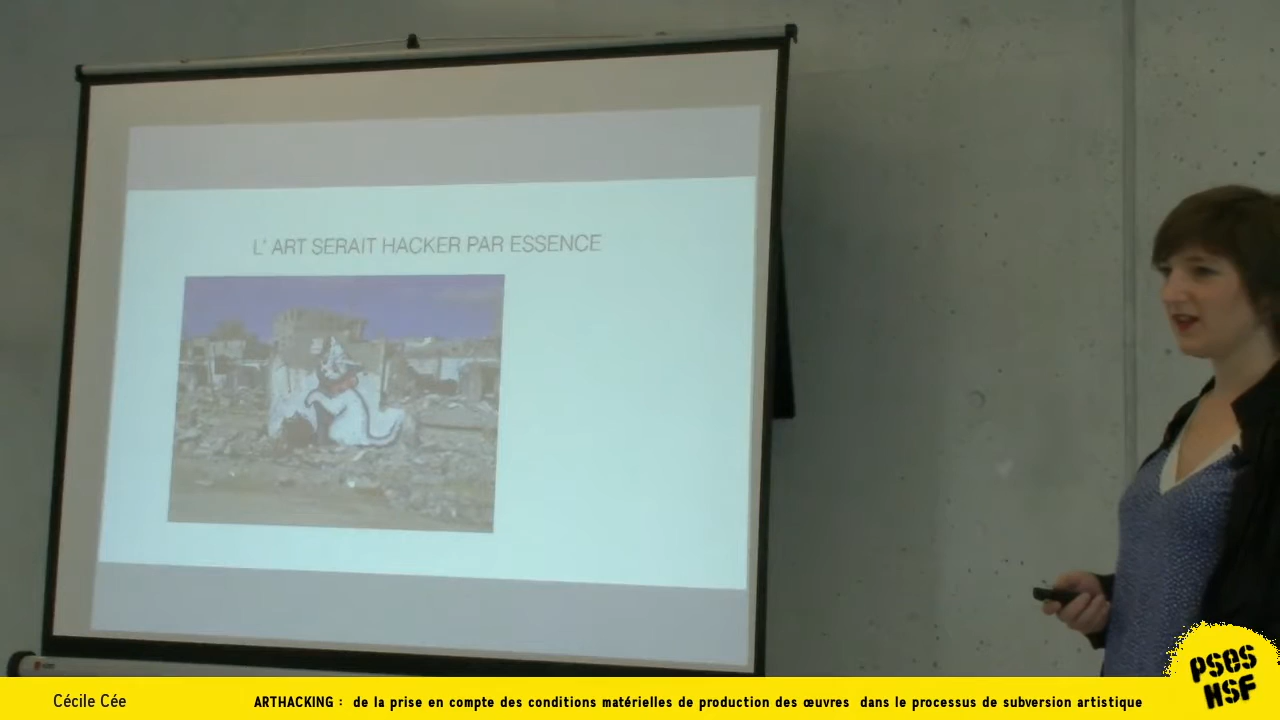 L' ART SERAIT HACKER PAR ESSENCE
Cécile Cée
ARTHACKING : de la prise en compte des conditions matérielles de production des œuvres dans le processus de subversion artistique
PSES
HSF